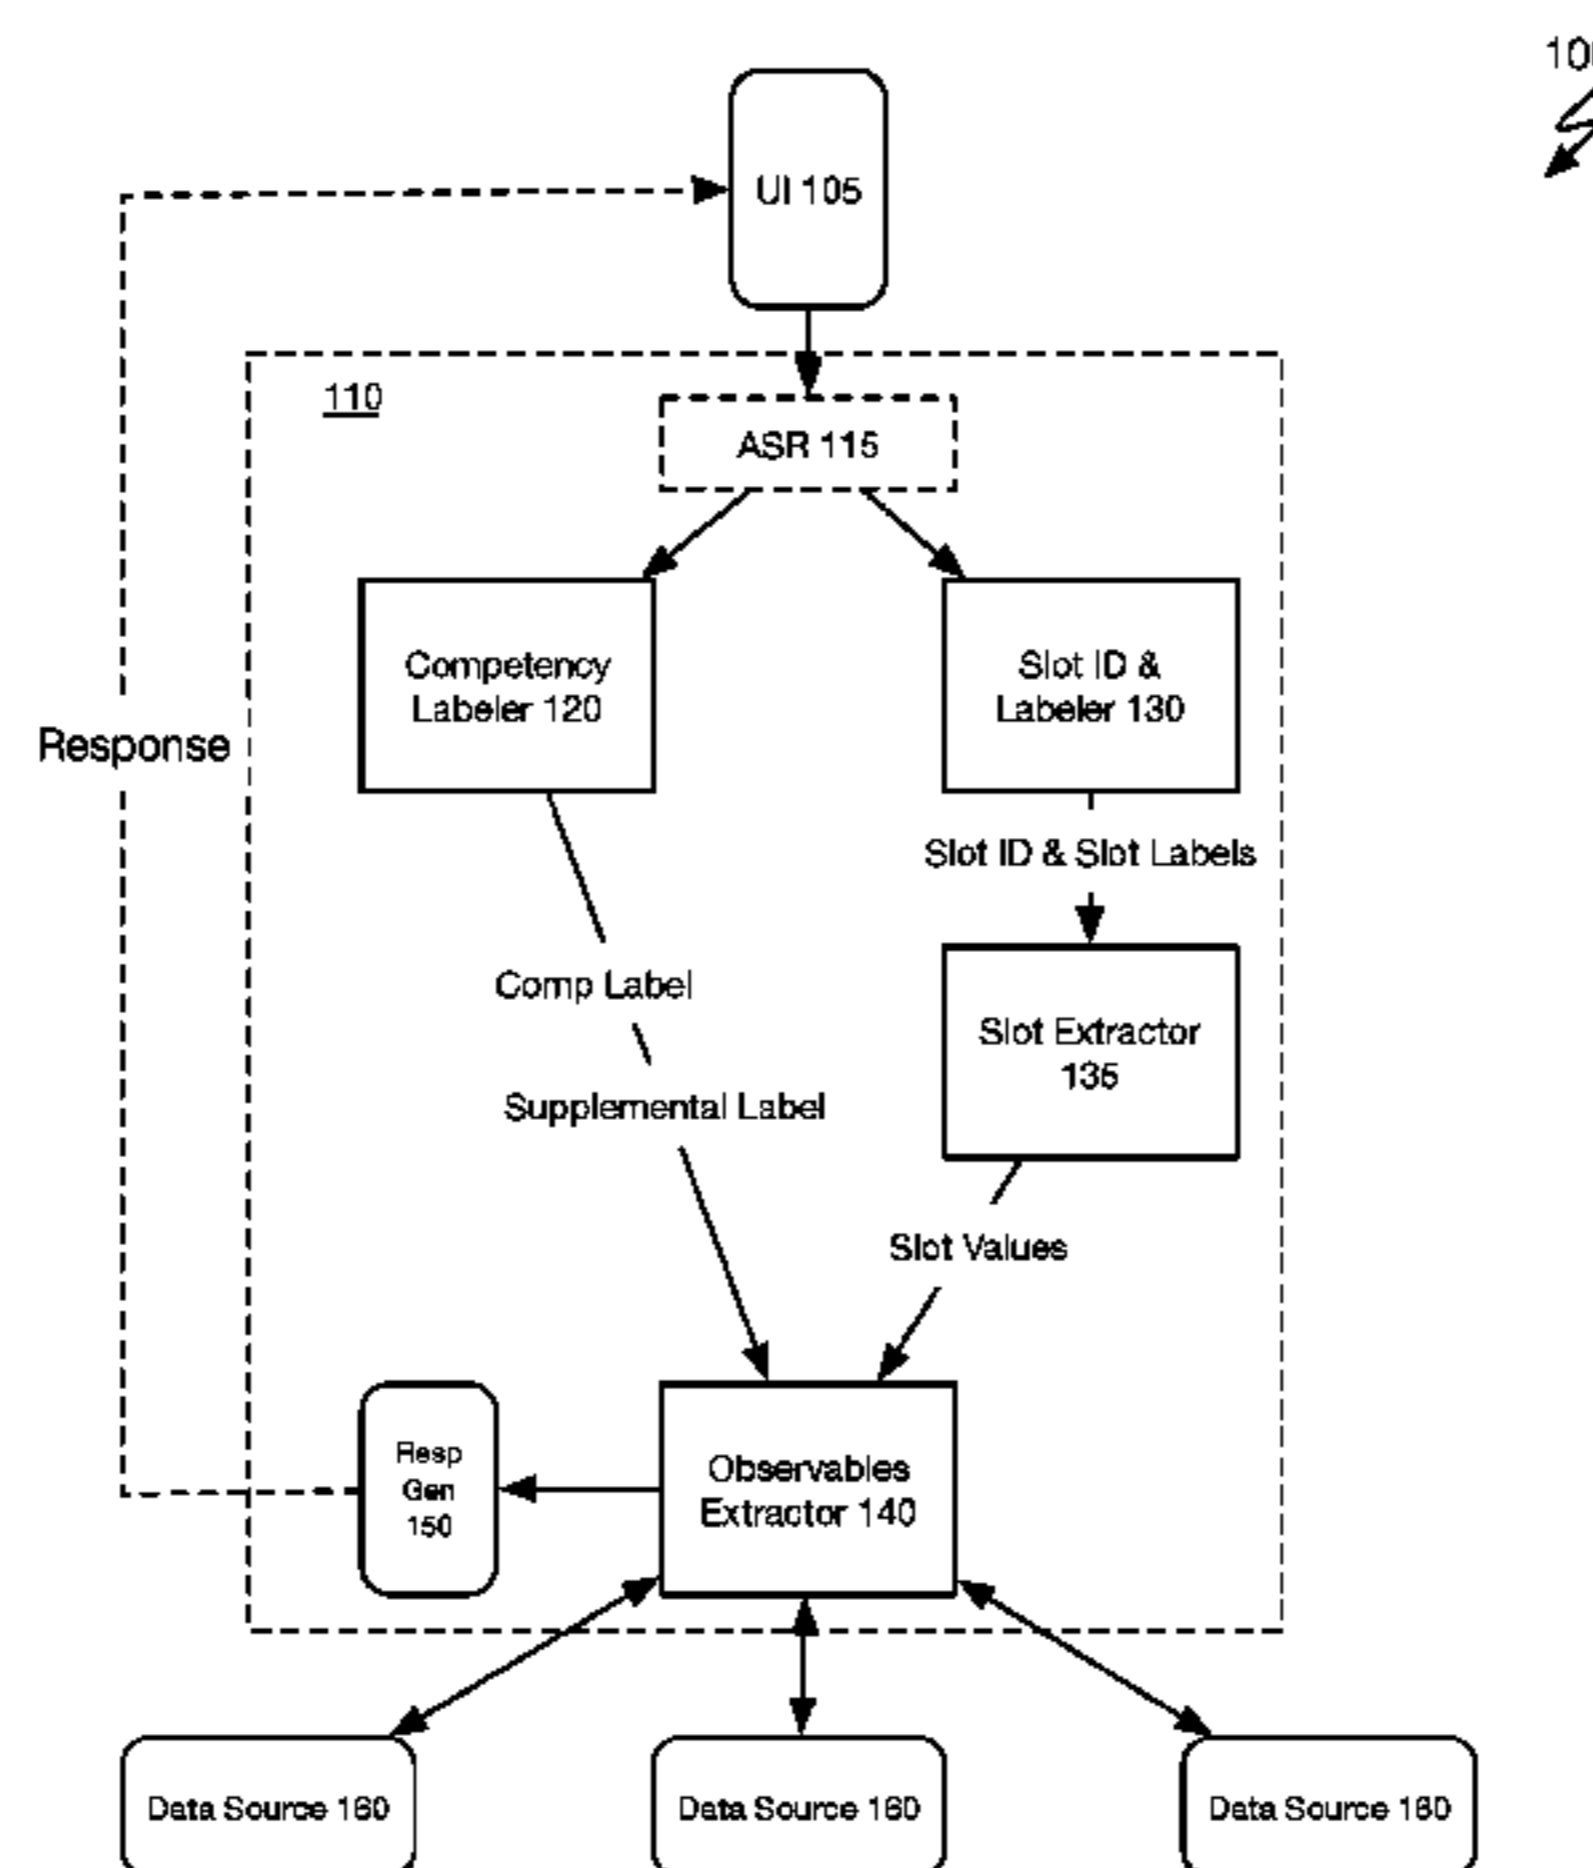 10
UI 105
110
ASR 115
Competency
Labeler 120
Slot ID &
Labeler 130
Response
Slot ID & Slot Labels
Comp Label
Slot Extractor
135
Supplemental Label
Slot Values
Resp
Gen
150
Observables
Extractor 140
Data Source 160
Data Source 160
Data Source 160